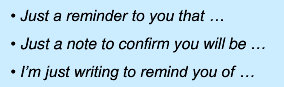 • Just a reminder to you that …
• Just a note to confirm you will be …
• I'm just writing to remind you of …